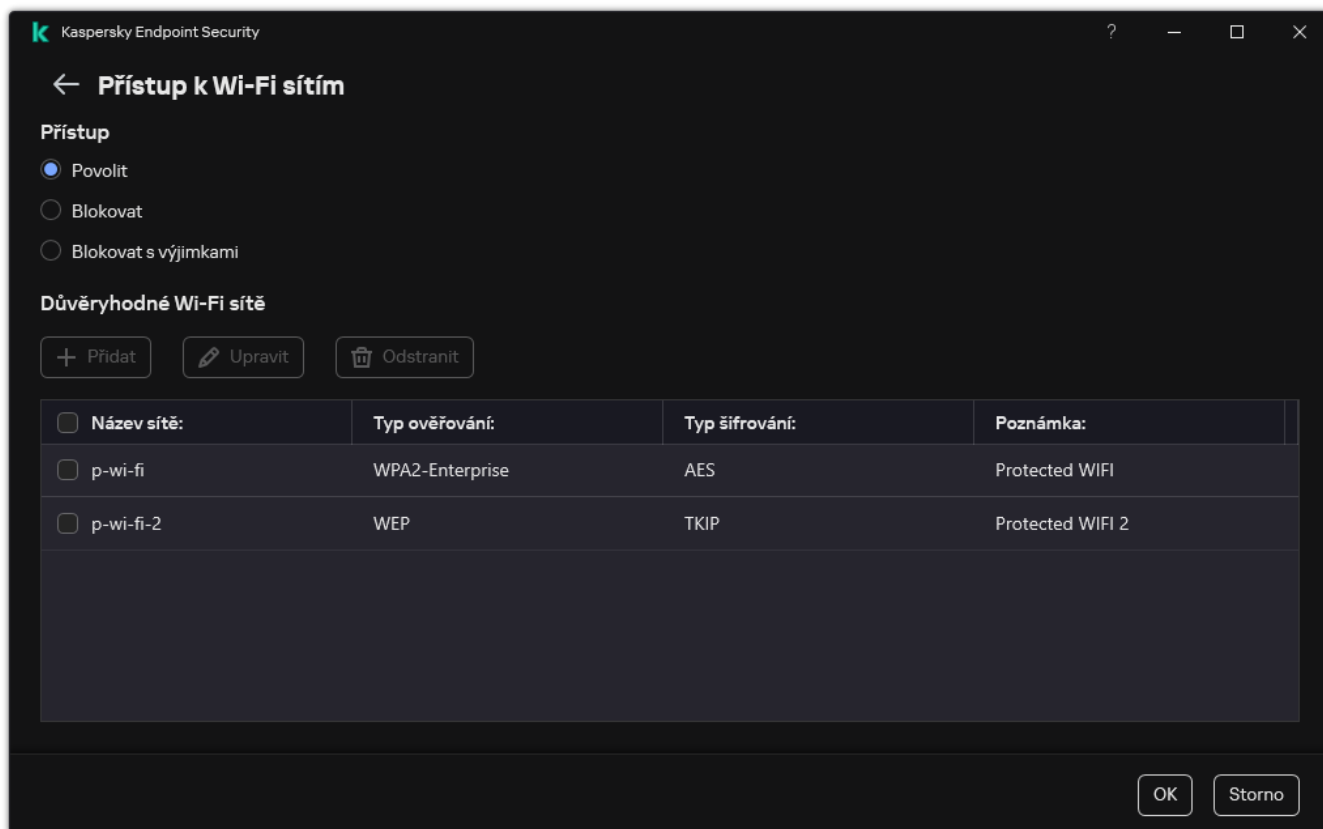 Kaspersky Endpoint Security ?
Přístup k Wi-Fi sítím
Přístup
Povolit
Blokovat
Blokovat s výjimkami
Důvěryhodné Wi-Fi sítě
Přidat Upravit Odstranit
Název sítě: Typ ověřování: Typ šifrování: Poznámka:
p-wi-fi WPA2-Enterprise AES Protected WIFI
p-wi-fi-2 WEP TKIP Protected WIFI 2
OK Storno